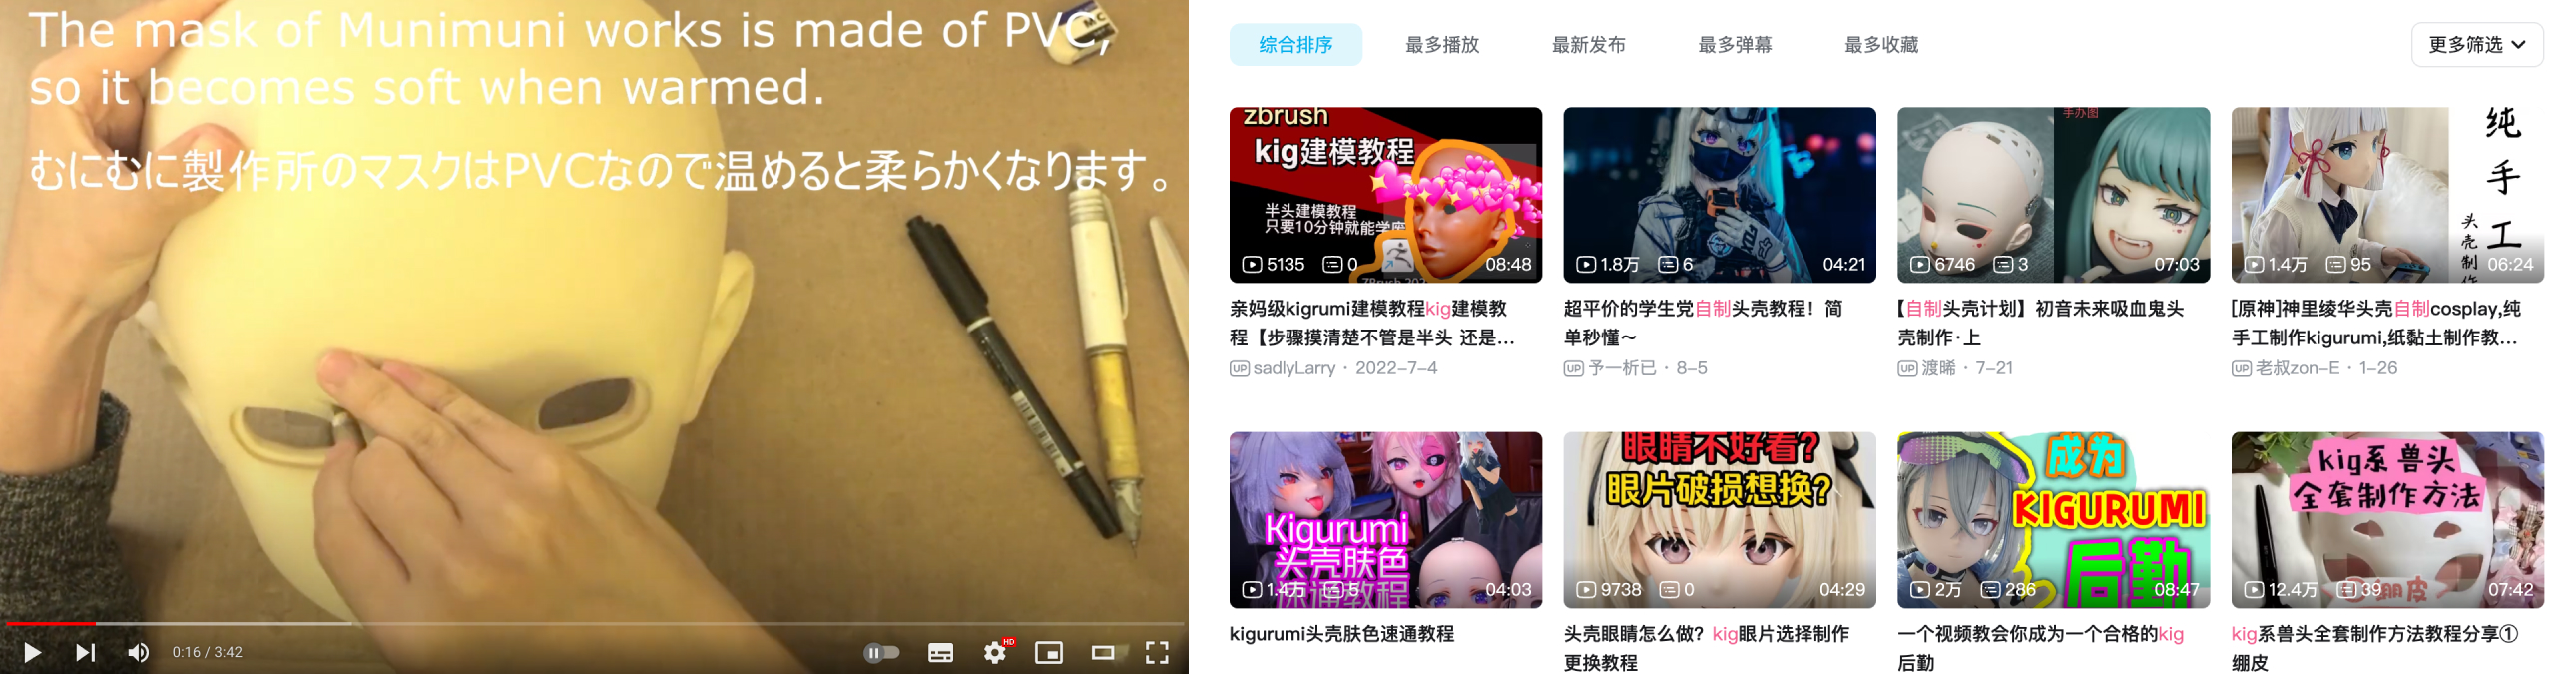 The mask of Munimuni works is made of PVC,
so it becomes soft when warmed.
むにむに製作所のマスクはPVCなので温めると柔らかくなります。
0:16 / 3:42
HD
综合排序
最多播放
最新发布
最多弹幕
最多收藏
更多筛选
zbrush
kig建模教程
半头建模教程
只要10分钟就能学废
5135
0
08:48
亲妈级kigrumi建模教程kig建模教
程【步骤摸清楚不管是半头 还是...
UP sadlyLarry · 2022-7-4
1.8万
6
04:21
超平价的学生党自制头壳教程！简
单秒懂～
UP 予一析已 · 8-5
手办图
6746
3
07:03
【自制头壳计划】初音未来吸血鬼头
壳制作·上
UP 渡晞 · 7-21
纯
手
工
头
壳
制
作
1.4万
95
06:24
[原神]神里绫华头壳自制cosplay,纯
手工制作kigurumi,纸黏土制作教...
UP 老叔zon-E · 1-26
Kigurumi
头壳肤色
速通教程
1.4万
5
04:03
kigurumi头壳肤色速通教程
眼睛不好看？
眼片破损想换？
9738
0
04:29
头壳眼睛怎么做？kig眼片选择制作
更换教程
成为
KIGURUMI
后勤
2万
286
08:47
一个视频教会你成为一个合格的kig
后勤
kig系兽头
全套制作方法
绷皮
12.4万
39
07:42
kig系兽头全套制作方法教程分享①
绷皮